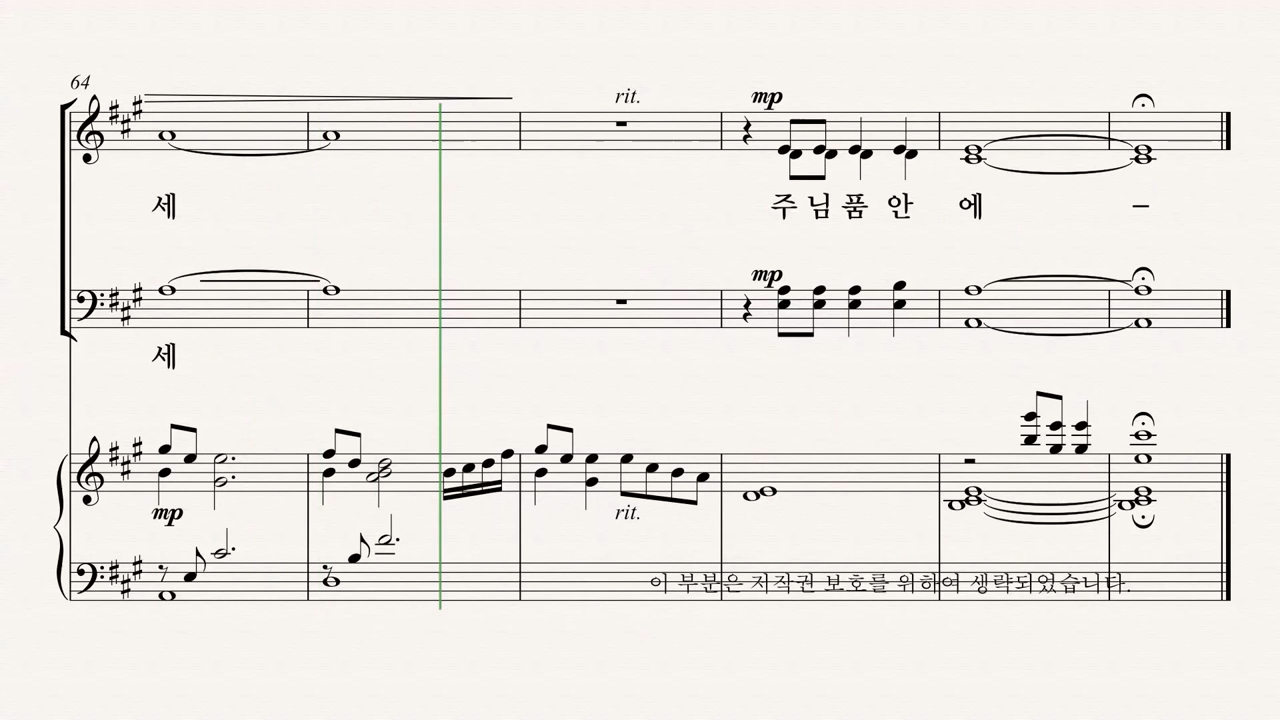 64
rit.
mp
세
주 님 품 안 에 –
mp
세
mp
rit.
이 부분은 저작권 보호를 위하여 생략되었습니다.